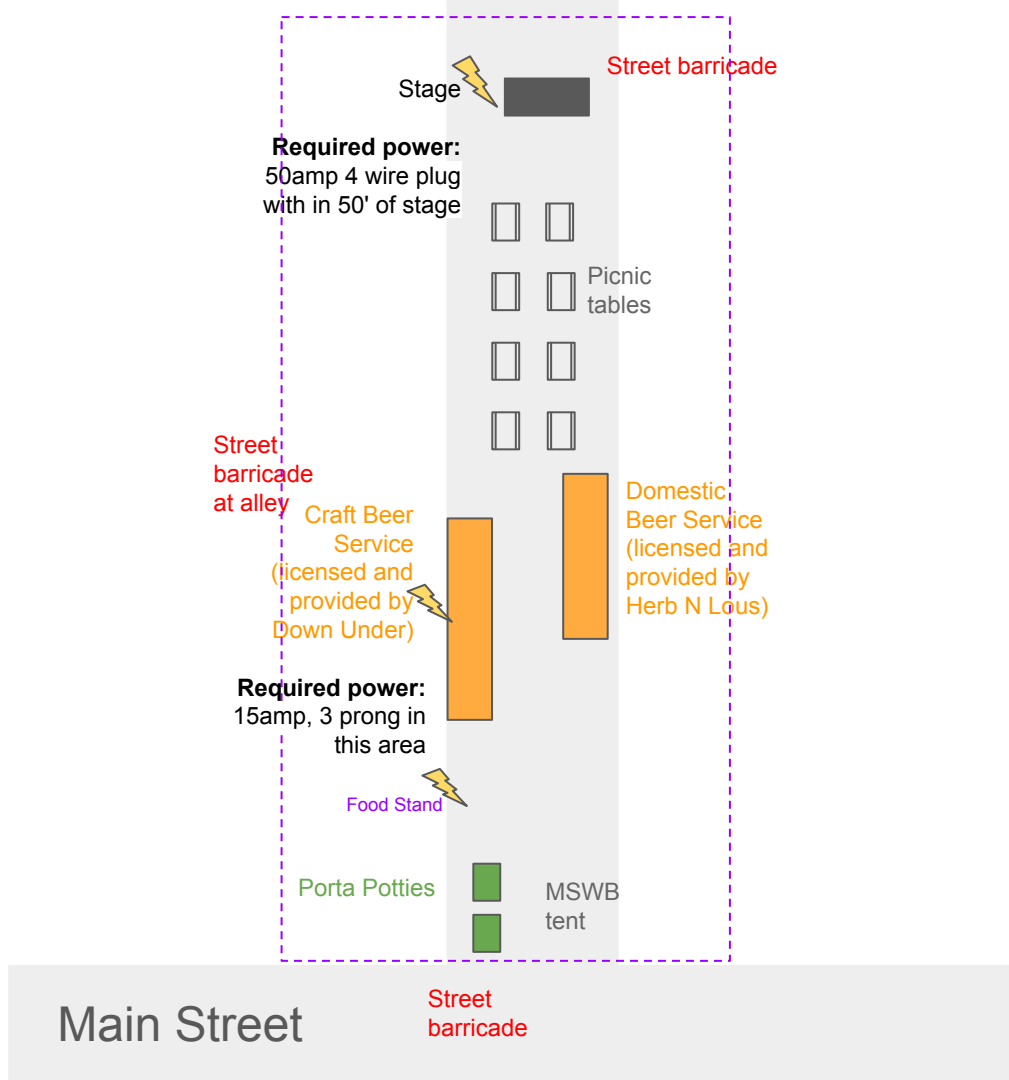 Street barricade
Stage
Required power:
50amp 4 wire plug
with in 50' of stage
Picnic
tables
Street
barricade
at alley
Craft Beer
Service
(licensed and
provided by
Down Under)
Domestic
Beer Service
(licensed and
provided by
Herb N Lous)
Required power:
15amp, 3 prong in
this area
Food Stand
Porta Potties
MSWB
tent
Main Street
Street
barricade